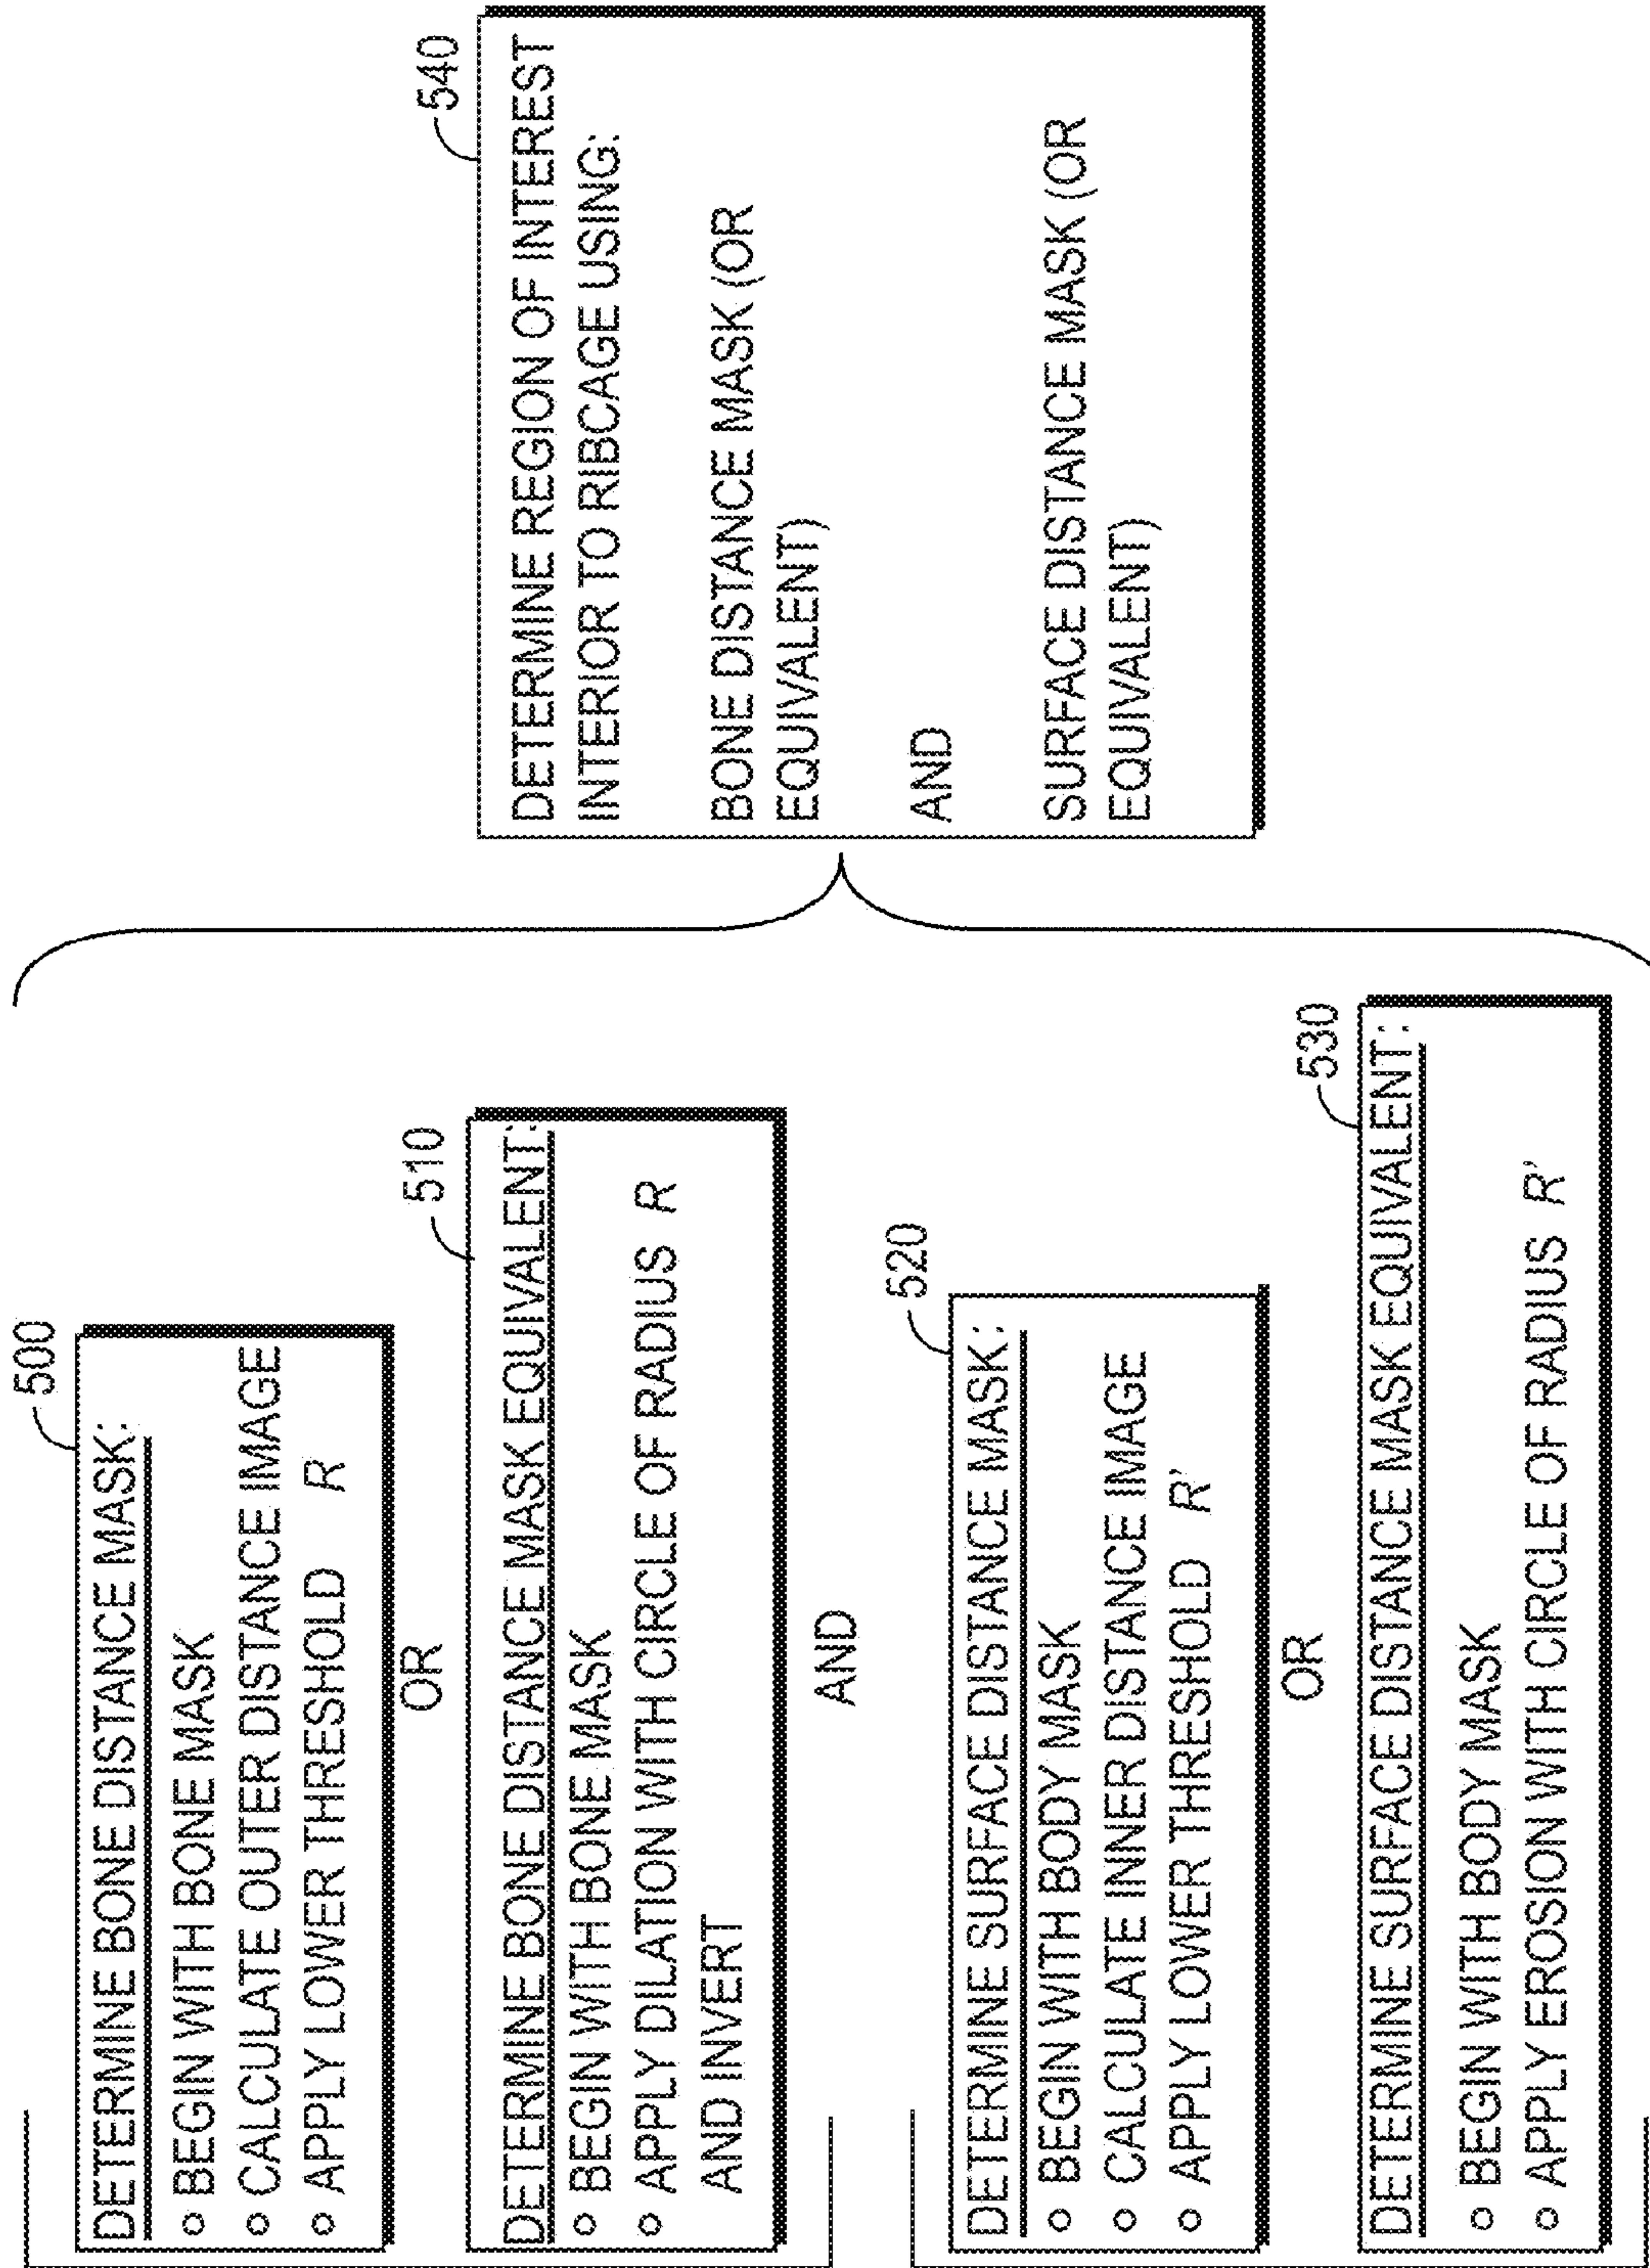 500
DETERMINE BONE DISTANCE MASK:
○ BEGIN WITH BONE MASK
○ CALCULATE OUTER DISTANCE IMAGE
○ APPLY LOWER THRESHOLD R
OR
510
DETERMINE BONE DISTANCE MASK EQUIVALENT:
○ BEGIN WITH BONE MASK
○ APPLY DILATION WITH CIRCLE OF RADIUS R
AND INVERT
AND
520
DETERMINE SURFACE DISTANCE MASK:
○ BEGIN WITH BODY MASK
○ CALCULATE INNER DISTANCE IMAGE
○ APPLY LOWER THRESHOLD R'
OR
530
DETERMINE SURFACE DISTANCE MASK EQUIVALENT:
○ BEGIN WITH BODY MASK
○ APPLY EROSION WITH CIRCLE OF RADIUS R'
540
DETERMINE REGION OF INTEREST
INTERIOR TO RIBCAGE USING:
BONE DISTANCE MASK (OR
EQUIVALENT)
AND
SURFACE DISTANCE MASK (OR
EQUIVALENT)